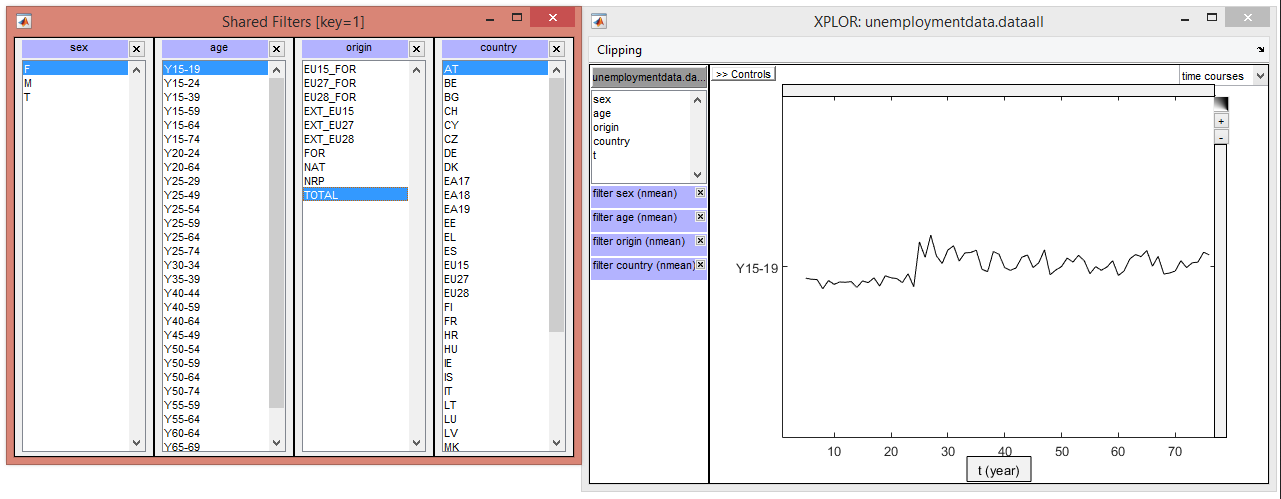 Shared Filters [key=1]
sex
F
M
T
age
Y15-19
Y15-24
Y15-39
Y15-59
Y15-64
Y15-74
Y20-24
Y20-64
Y25-29
Y25-49
Y25-54
Y25-59
Y25-64
Y25-74
Y30-34
Y35-39
Y40-44
Y40-59
Y40-64
Y45-49
Y50-54
Y50-59
Y50-64
Y50-74
Y55-59
Y55-64
Y60-64
Y65-69
origin
EU15_FOR
EU27_FOR
EU28_FOR
EXT_EU15
EXT_EU27
EXT_EU28
FOR
NAT
NRP
TOTAL
country
AT
BE
BG
CH
CY
CZ
DE
DK
EA17
EA18
EA19
EE
EL
ES
EU15
EU27
EU28
FI
FR
HR
HU
IE
IS
IT
LT
LU
LV
MK
XPLOR: unemploymentdata.dataall
Clipping
unemploymentdata.da...
sex
age
origin
country
t
filter sex (nmean)
filter age (nmean)
filter origin (nmean)
filter country (nmean)
>> Controls
time courses
+
-
Y15-19
10 20 30 40 50 60 70
t (year)